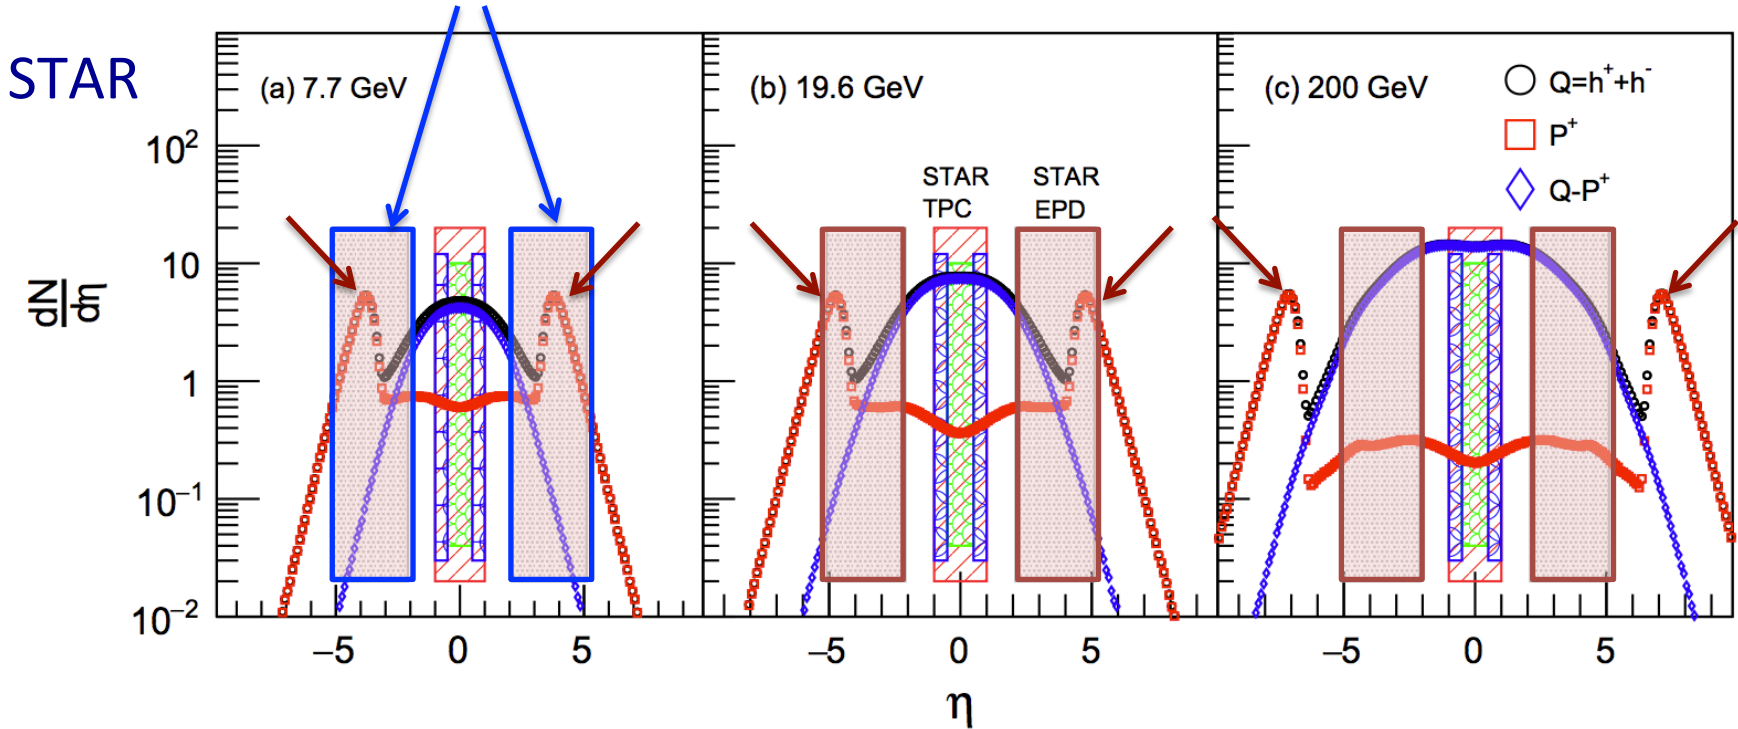 STAR
(a) 7.7 GeV
(b) 19.6 GeV
(c) 200 GeV
Q=h⁺+h⁻
P⁺
Q-P⁺
STAR TPC
STAR EPD
10²
10
1
10⁻¹
10⁻²
dN
dη
−5 0 5
−5 0 5
−5 0 5
η